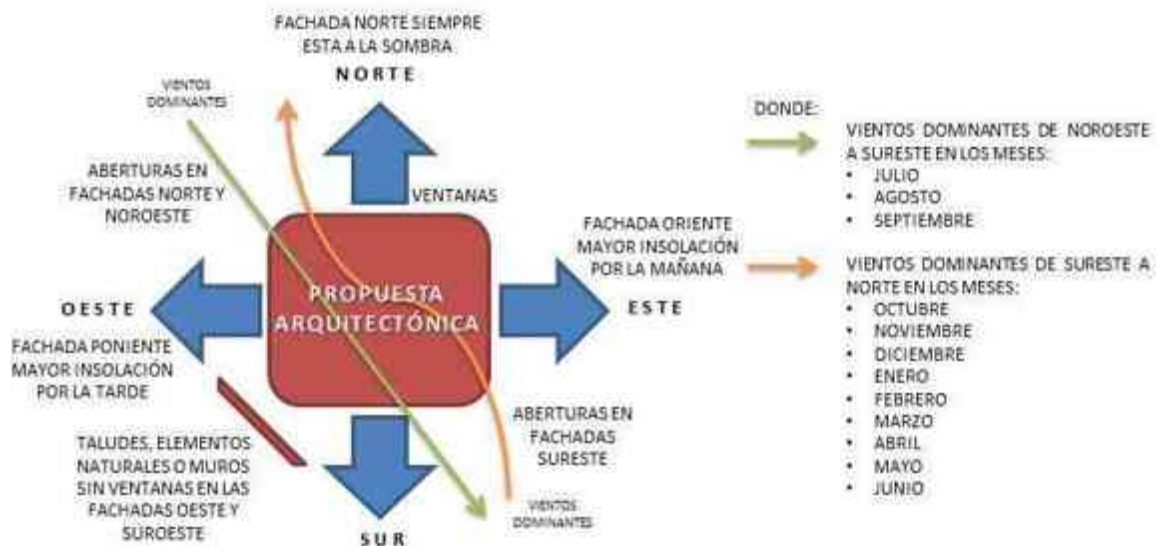 FACHADA NORTE SIEMPRE
ESTA A LA SOMBRA
NORTE
VIENTOS
DOMINANTES
ABERTURAS EN
FACHADAS NORTE Y
NOROESTE
VENTANAS
FACHADA ORIENTE
MAYOR INSOLACIÓN
POR LA MAÑANA
OESTE
PROPUESTA
ARQUITECTÓNICA
ESTE
FACHADA PONIENTE
MAYOR INSOLACIÓN
POR LA TARDE
TALUDES, ELEMENTOS
NATURALES O MUROS
SIN VENTANAS EN LAS
FACHADAS OESTE Y
SUROESTE
ABERTURAS EN
FACHADAS
SURESTE
VIENTOS
DOMINANTES
SUR
DONDE:
VIENTOS DOMINANTES DE NOROESTE
A SURESTE EN LOS MESES:
• JULIO
• AGOSTO
• SEPTIEMBRE
VIENTOS DOMINANTES DE SURESTE A
NORTE EN LOS MESES:
• OCTUBRE
• NOVIEMBRE
• DICIEMBRE
• ENERO
• FEBRERO
• MARZO
• ABRIL
• MAYO
• JUNIO